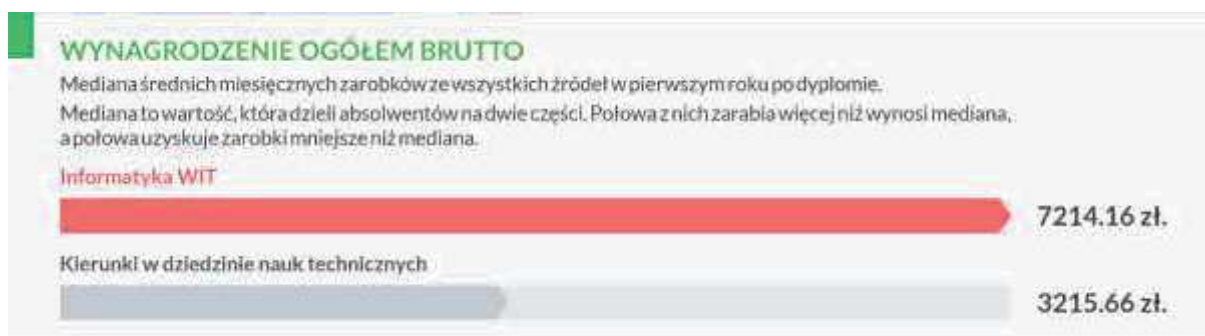 WYNAGRODZENIE OGÓŁEM BRUTTO
Mediana średnich miesięcznych zarobków ze wszystkich źródeł w pierwszym roku po dyplomie.
Mediana to wartość, która dzieli absolwentów na dwie części. Połowa z nich zarabia więcej niż wynosi mediana,
a połowa uzyskuje zarobki mniejsze niż mediana.
Informatyka WIT
7214.16 zł.
Kierunki w dziedzinie nauk technicznych
3215.66 zł.